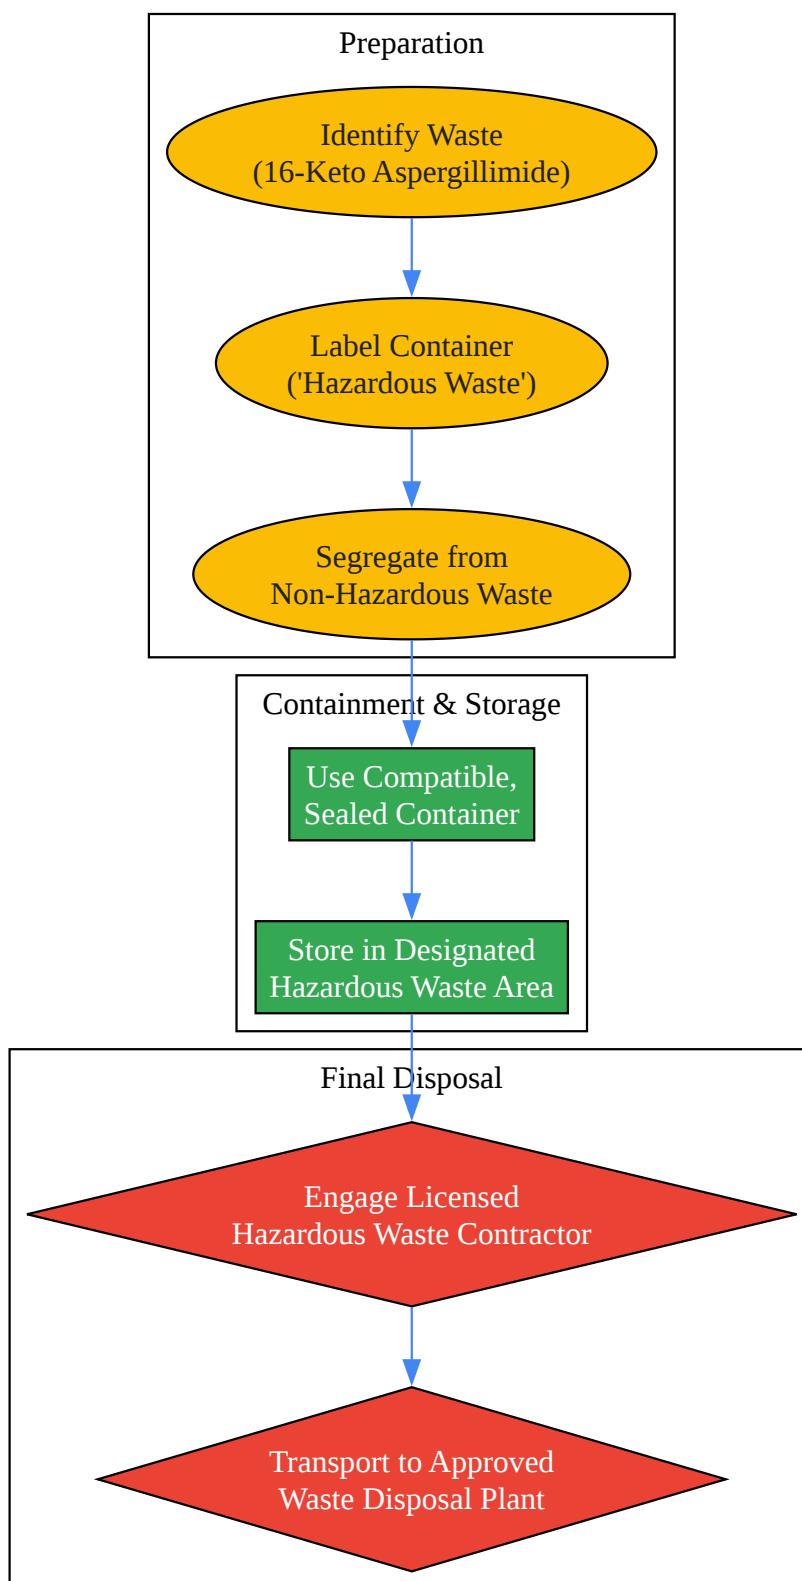 Preparation
Identify Waste
(16-Keto Aspergillimide)
Label Container
('Hazardous Waste')
Segregate from
Non-Hazardous Waste
Containment & Storage
Use Compatible,
Sealed Container
Store in Designated
Hazardous Waste Area
Final Disposal
Engage Licensed
Hazardous Waste Contractor
Transport to Approved
Waste Disposal Plant